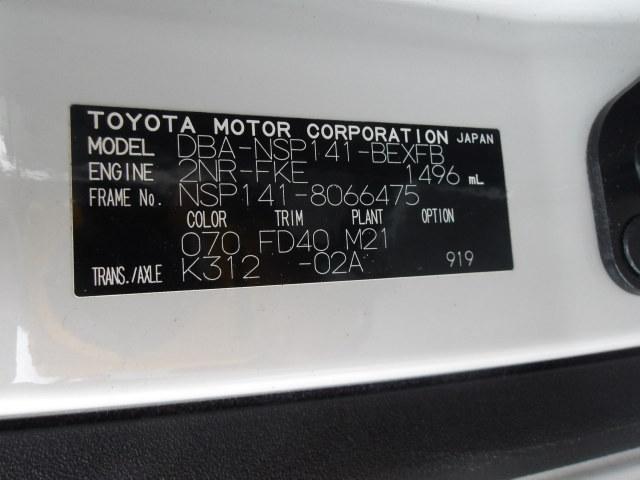 TOYOTA MOTOR CORPORATION JAPAN
MODEL DBA-NSP141-BEXFB
ENGINE 2NR-FKE 1496 mL
FRAME No. NSP141-8066475
COLOR TRIM PLANT OPTION
070 FD40 M21
TRANS./AXLE K312 -02A 919